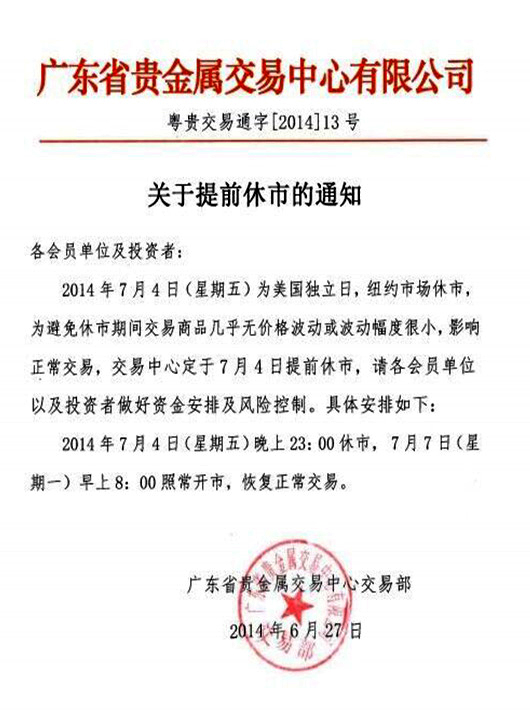 广东省贵金属交易中心有限公司
粤贵交易通字[2014]13号
关于提前休市的通知
各会员单位及投资者：
2014年7月4日（星期五）为美国独立日，纽约市场休市，
为避免休市期间交易商品几乎无价格波动或波动幅度很小，影响
正常交易，交易中心定于7月4日提前休市，请各会员单位
以及投资者做好资金安排及风险控制。具体安排如下：
2014年7月4日（星期五）晚上23：00休市，7月7日（星
期一）早上8：00照常开市，恢复正常交易。
广东省贵金属交易中心交易部
2014年6月27日
广东省贵金属交易中心有限公司
交易部